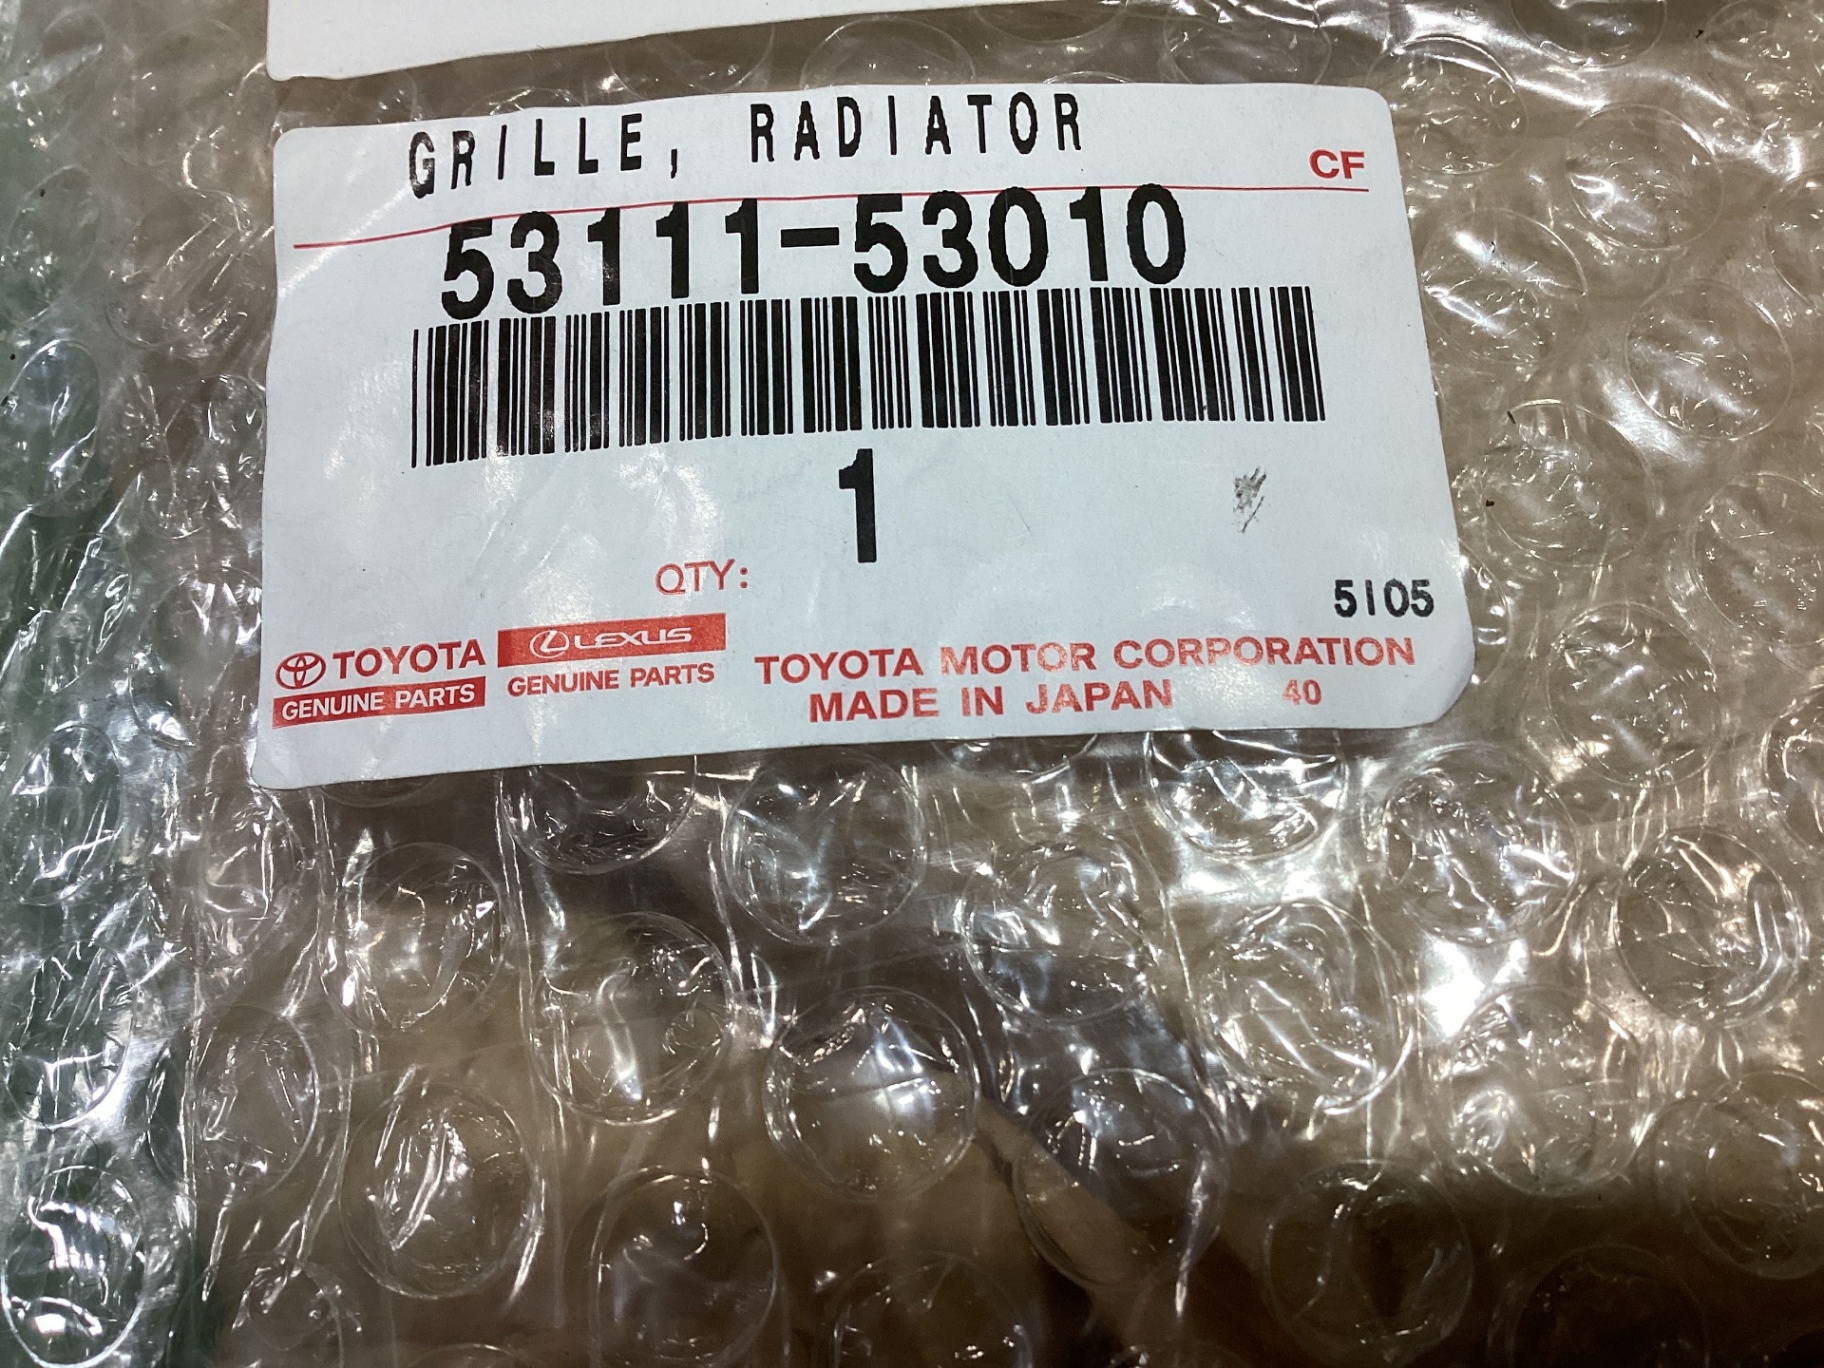 GRILLE, RADIATOR
CF
53111-53010
1
QTY:
5105
TOYOTA
GENUINE PARTS
LEXUS
GENUINE PARTS
TOYOTA MOTOR CORPORATION
MADE IN JAPAN 40